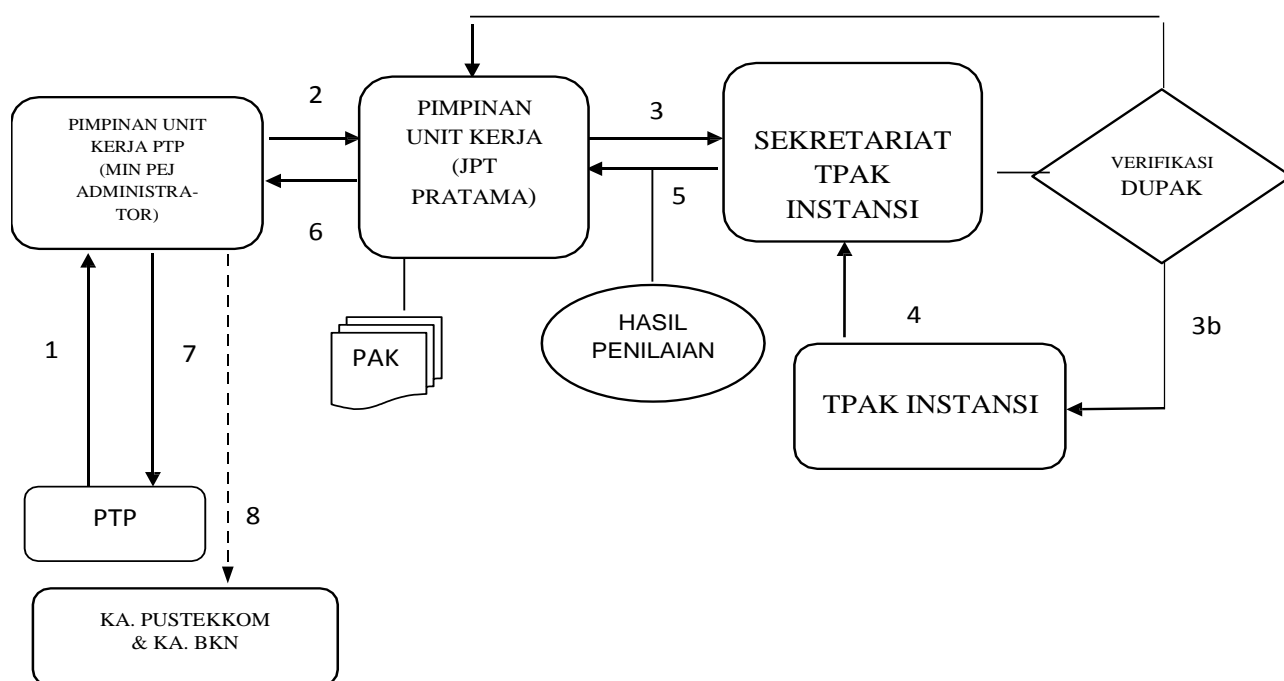 2
PIMPINAN UNIT
KERJA PTP
(MIN PEJ
ADMINISTRA-
TOR)
PIMPINAN
UNIT KERJA
(JPT
PRATAMA)
3
SEKRETARIAT
TPAK
INSTANSI
VERIFIKASI
DUPAK
6
5
1
7
PAK
HASIL
PENILAIAN
4
3b
TPAK INSTANSI
PTP
8
KA. PUSTEKKOM
& KA. BKN